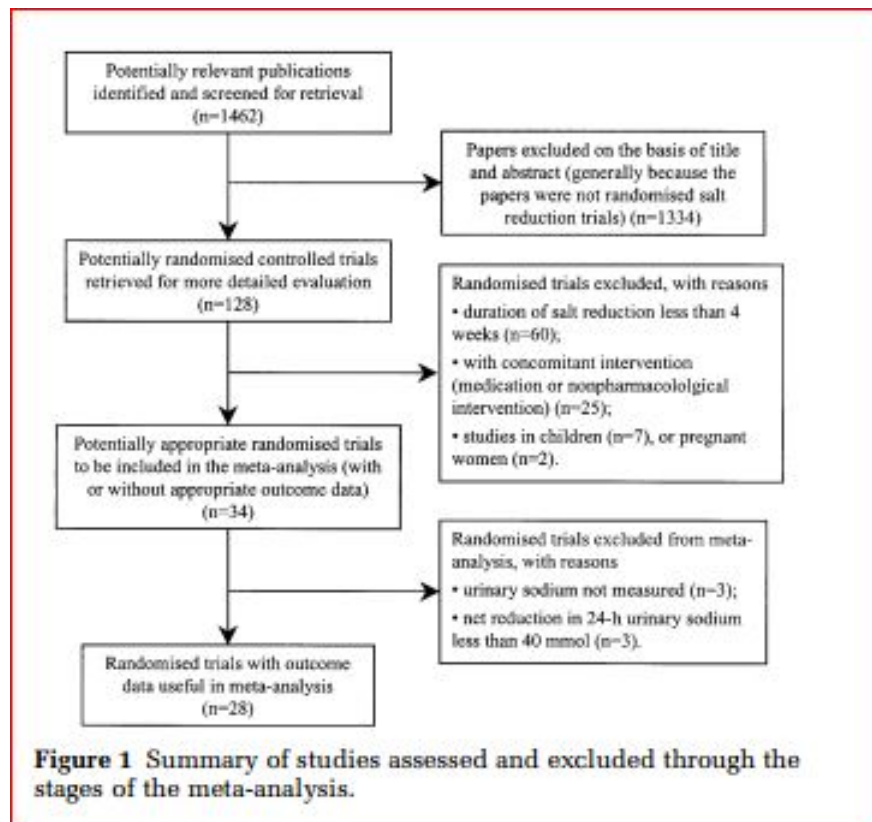 Potentially relevant publications
identified and screened for retrieval
(n=1462)
Papers excluded on the basis of title
and abstract (generally because the
papers were not randomised salt
reduction trials) (n=1334)
Potentially randomised controlled trials
retrieved for more detailed evaluation
(n=128)
Randomised trials excluded, with reasons
• duration of salt reduction less than 4
weeks (n=60);
• with concomitant intervention
(medication or nonpharmacololgical
intervention) (n=25);
• studies in children (n=7), or pregnant
women (n=2).
Potentially appropriate randomised trials
to be included in the meta-analysis (with
or without appropriate outcome data)
(n=34)
Randomised trials excluded from meta-
analysis, with reasons
• urinary sodium not measured (n=3);
• net reduction in 24-h urinary sodium
less than 40 mmol (n=3).
Randomised trials with outcome
data useful in meta-analysis
(n=28)
Figure 1 Summary of studies assessed and excluded through the
stages of the meta-analysis.